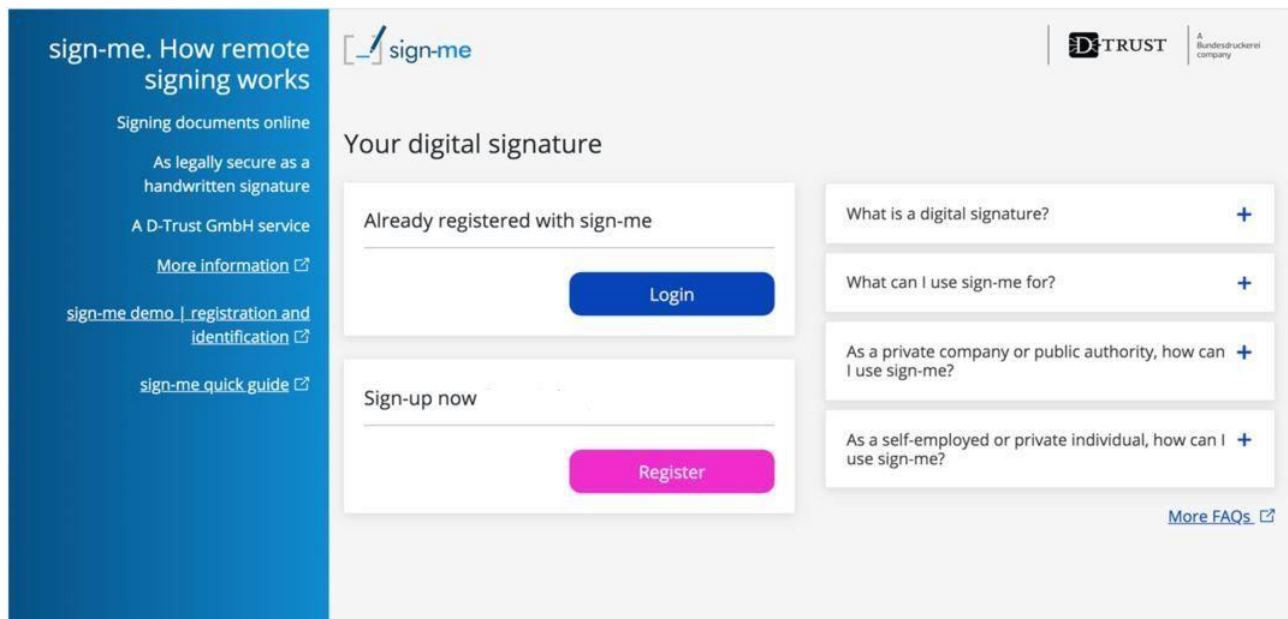 sign-me. How remote
signing works
Signing documents online
As legally secure as a
handwritten signature
A D-Trust GmbH service
More information
sign-me demo | registration and
identification
sign-me quick guide
sign-me
D-TRUST
A
Bundesdruckerei
company
Your digital signature
Already registered with sign-me
Login
Sign-up now
Register
What is a digital signature?
What can I use sign-me for?
As a private company or public authority, how can
I use sign-me?
As a self-employed or private individual, how can I
use sign-me?
More FAQs